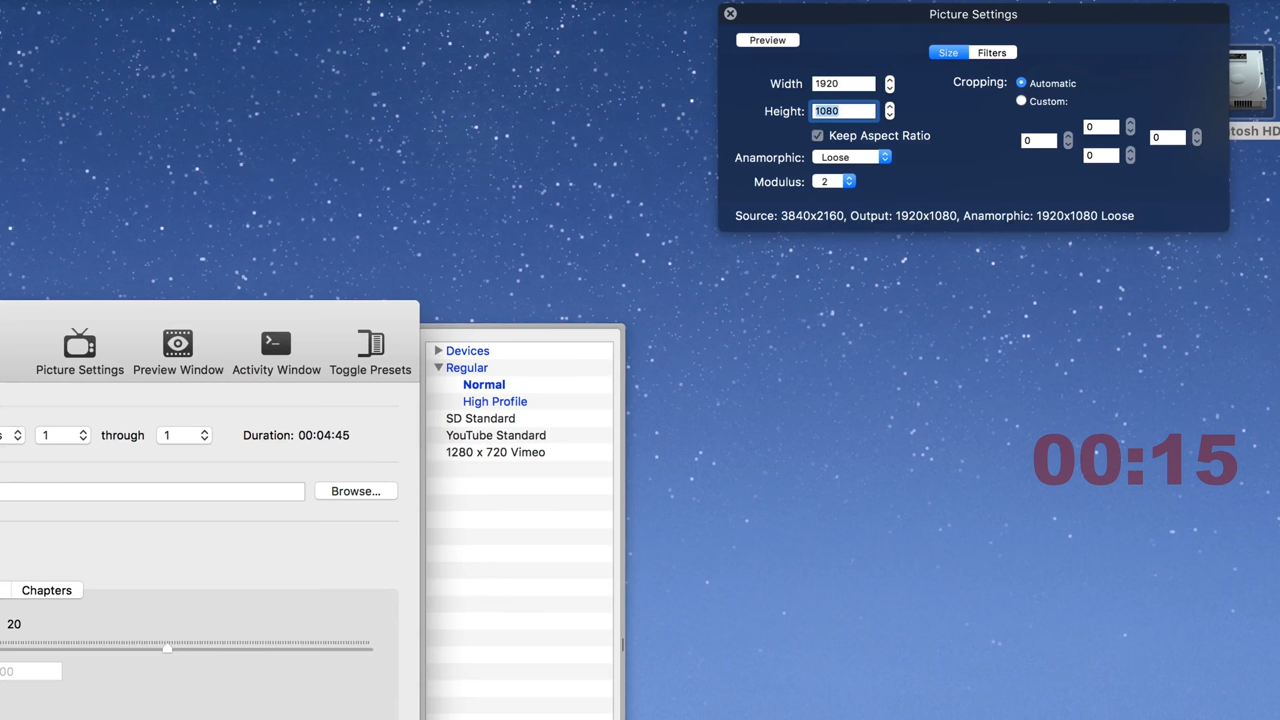 Picture Settings
Preview
Size Filters
Width 1920
Cropping: Automatic
Height: 1080
Custom:
0
0
0
0
Keep Aspect Ratio
Anamorphic: Loose
Modulus: 2
Source: 3840x2160, Output: 1920x1080, Anamorphic: 1920x1080 Loose
tosh HD
Picture Settings Preview Window Activity Window Toggle Presets
s 1 through 1 Duration: 00:04:45
Browse...
Chapters
20
00
Devices
Regular
Normal
High Profile
SD Standard
YouTube Standard
1280 x 720 Vimeo
00:15